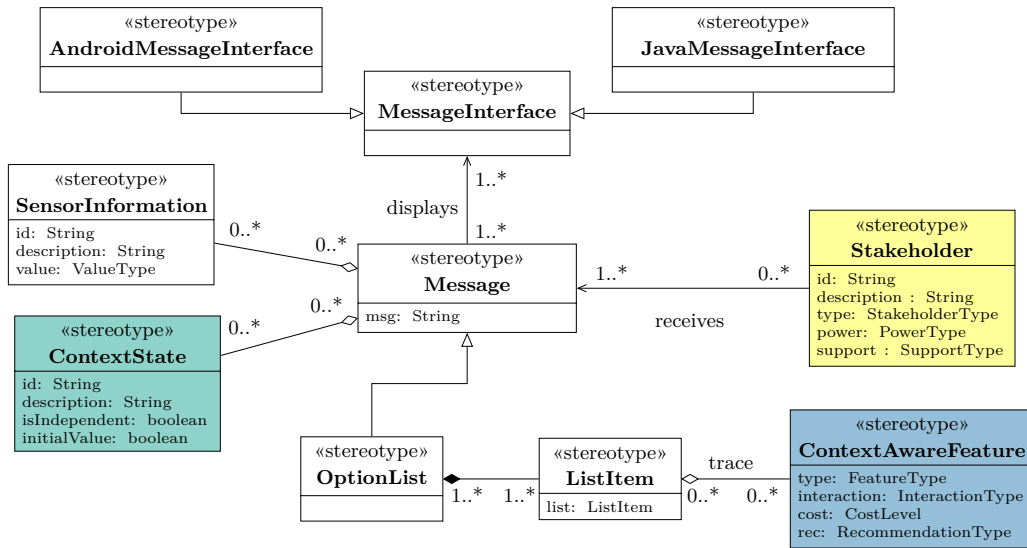 «stereotype»
AndroidMessageInterface
«stereotype»
JavaMessageInterface
«stereotype»
MessageInterface
1..*
displays
1..*
«stereotype»
SensorInformation
id: String
description: String
value: ValueType
0..*
0..*
«stereotype»
Message
msg: String
1..*
0..*
receives
«stereotype»
Stakeholder
id: String
description : String
type: StakeholderType
power: PowerType
support : SupportType
«stereotype»
ContextState
id: String
description: String
isIndependent: boolean
initialValue: boolean
0..*
0..*
«stereotype»
OptionList
1..*
1..*
«stereotype»
ListItem
list: ListItem
trace
0..*
0..*
«stereotype»
ContextAwareFeature
type: FeatureType
interaction: InteractionType
cost: CostLevel
rec: RecommendationType